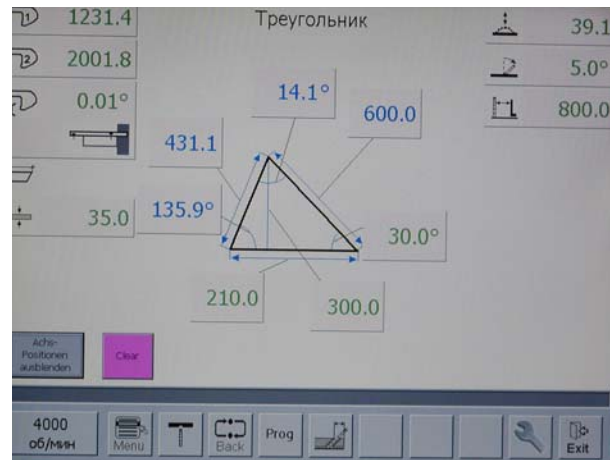 1231.4
Треугольник
39.1
2001.8
5.0°
0.01°
14.1°
600.0
800.0
431.1
35.0
135.9°
30.0°
210.0
300.0
Achs-
Positionen
ausblenden
Clear
4000
об/мин
Menu
Back
Prog
Exit